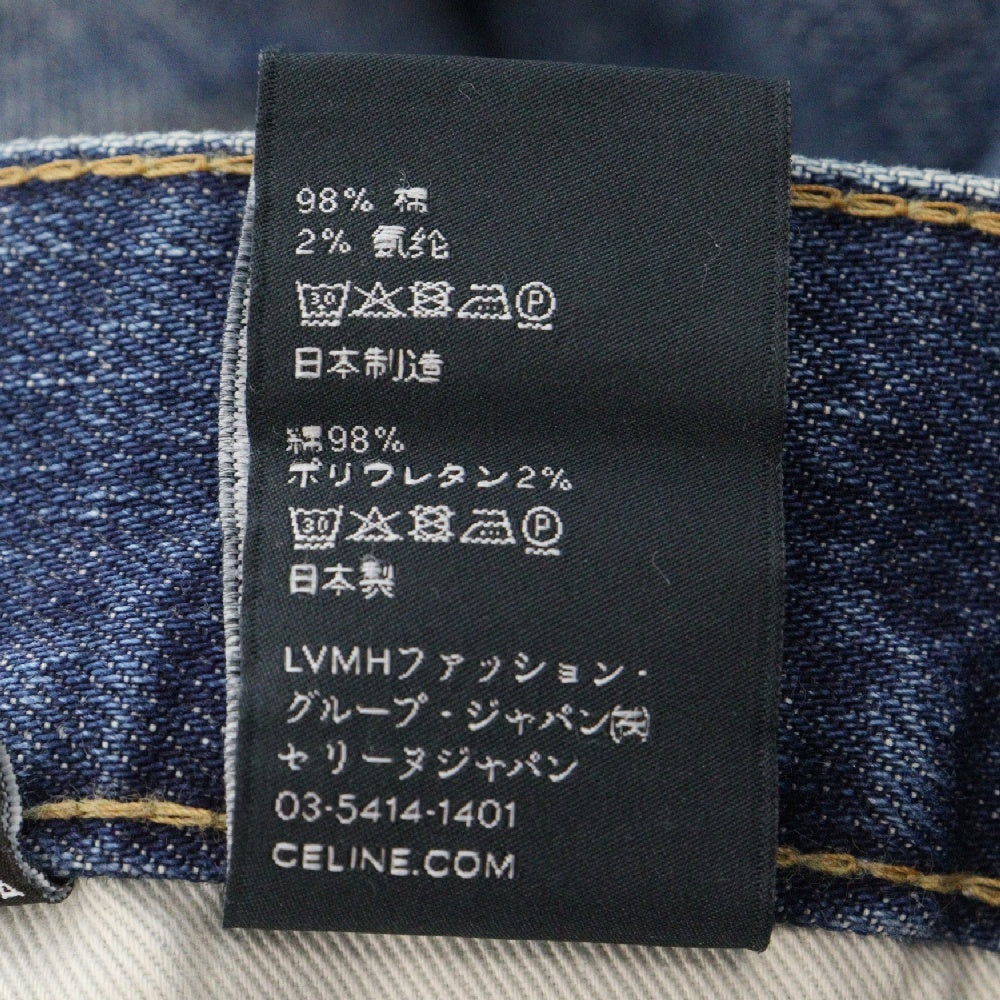 98% 棉
2% 氨纶
30 P
日本制造
綿98%
ポリウレタン2%
30 P
日本製
LVMHファッション・
グループ・ジャパン㈱
セリーヌジャパン
03-5414-1401
CELINE.COM